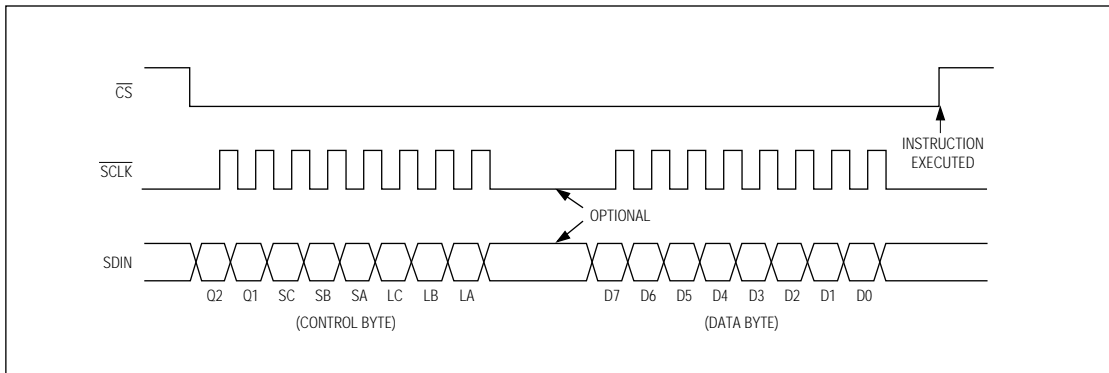 CS
INSTRUCTION
EXECUTED
SCLK
OPTIONAL
SDIN
Q2 Q1 SC SB SA LC LB LA D7 D6 D5 D4 D3 D2 D1 D0
(CONTROL BYTE) (DATA BYTE)